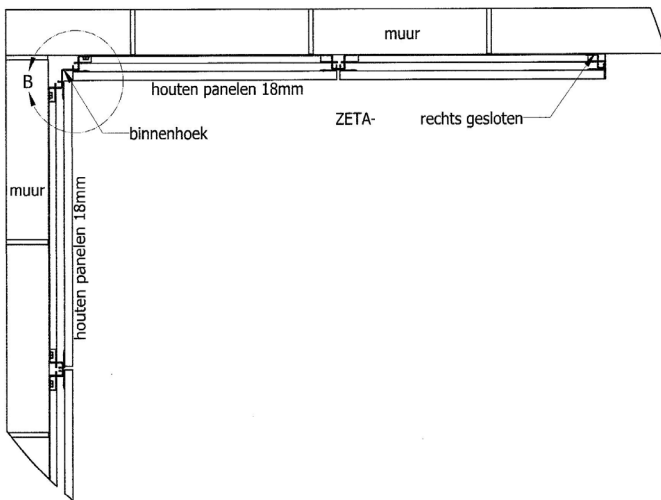 muur
B
houten panelen 18mm
binnenhoek
ZETA- rechts gesloten
muur
houten panelen 18mm